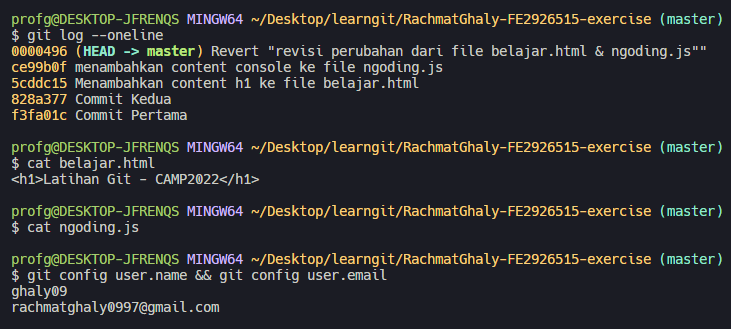 profg@DESKTOP-JFRENQS MINGW64 ~/Desktop/learngit/RachmatGhaly-FE2926515-exercise (master)
$ git log --oneline
0000496 (HEAD -> master) Revert "revisi perubahan dari file belajar.html & ngoding.js""
ce99b0f menambahkan content console ke file ngoding.js
5cddc15 Menambahkan content h1 ke file belajar.html
828a377 Commit Kedua
f3fa01c Commit Pertama
profg@DESKTOP-JFRENQS MINGW64 ~/Desktop/learngit/RachmatGhaly-FE2926515-exercise (master)
$ cat belajar.html
<h1>Latihan Git - CAMP2022</h1>
profg@DESKTOP-JFRENQS MINGW64 ~/Desktop/learngit/RachmatGhaly-FE2926515-exercise (master)
$ cat ngoding.js
profg@DESKTOP-JFRENQS MINGW64 ~/Desktop/learngit/RachmatGhaly-FE2926515-exercise (master)
$ git config user.name && git config user.email
ghaly09
rachmatghaly0997@gmail.com